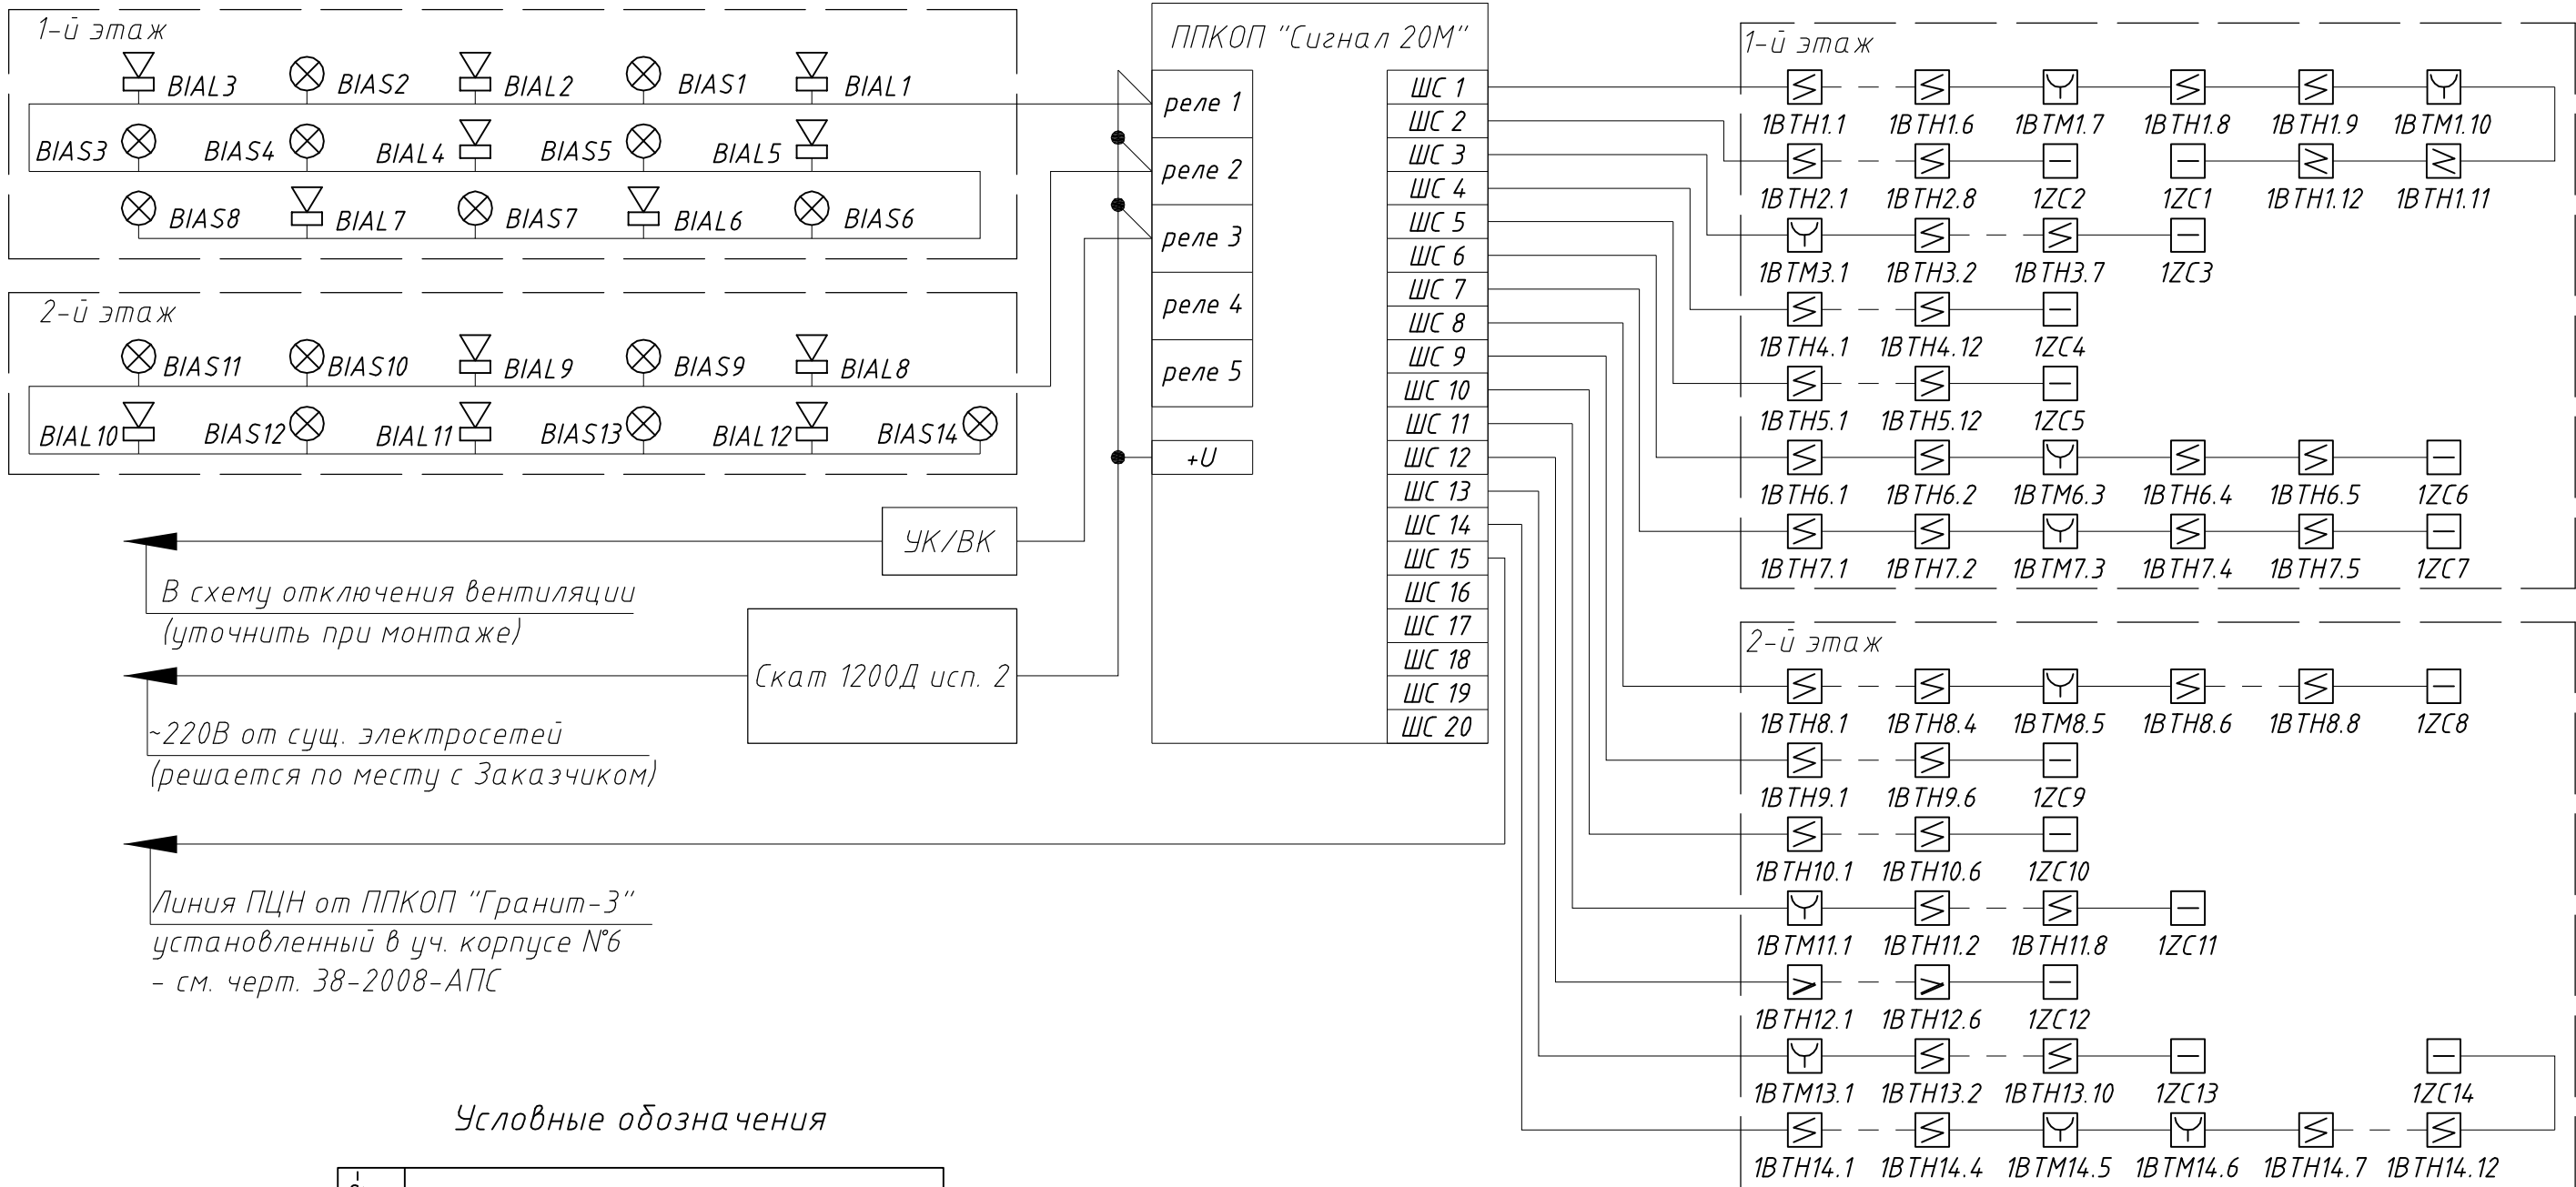 1-й этаж
BIAL3 BIAS2 BIAL2 BIAS1 BIAL1
BIAS3 BIAS4 BIAL4 BIAS5 BIAL5
BIAS8 BIAL7 BIAS7 BIAL6 BIAS6
2-й этаж
BIAS11 BIAS10 BIAL9 BIAS9 BIAL8
BIAL10 BIAS12 BIAL11 BIAS13 BIAL12 BIAS14
УК/ВК
В схему отключения вентиляции
(уточнить при монтаже)
Скат 1200Д исп. 2
~220В от сущ. электросетей
(решается по месту с Заказчиком)
Линия ПЦН от ППКОП "Гранит-3"
установленный в уч. корпусе №6
- см. черт. 38-2008-АПС
Условные обозначения
ППКОП "Сигнал 20М"
реле 1
реле 2
реле 3
реле 4
реле 5
+U
ШС 1
ШС 2
ШС 3
ШС 4
ШС 5
ШС 6
ШС 7
ШС 8
ШС 9
ШС 10
ШС 11
ШС 12
ШС 13
ШС 14
ШС 15
ШС 16
ШС 17
ШС 18
ШС 19
ШС 20
1-й этаж
1BTH1.1 1BTH1.6 1BTM1.7 1BTH1.8 1BTH1.9 1BTM1.10
1BTH2.1 1BTH2.8 1ZC2 1ZC1 1BTH1.12 1BTH1.11
1BTM3.1 1BTH3.2 1BTH3.7 1ZC3
1BTH4.1 1BTH4.12 1ZC4
1BTH5.1 1BTH5.12 1ZC5
1BTH6.1 1BTH6.2 1BTM6.3 1BTH6.4 1BTH6.5 1ZC6
1BTH7.1 1BTH7.2 1BTM7.3 1BTH7.4 1BTH7.5 1ZC7
2-й этаж
1BTH8.1 1BTH8.4 1BTM8.5 1BTH8.6 1BTH8.8 1ZC8
1BTH9.1 1BTH9.6 1ZC9
1BTH10.1 1BTH10.6 1ZC10
1BTM11.1 1BTH11.2 1BTH11.8 1ZC11
1BTH12.1 1BTH12.6 1ZC12
1BTM13.1 1BTH13.2 1BTH13.10 1ZC13 1ZC14
1BTH14.1 1BTH14.4 1BTM14.5 1BTM14.6 1BTH14.7 1BTH14.12